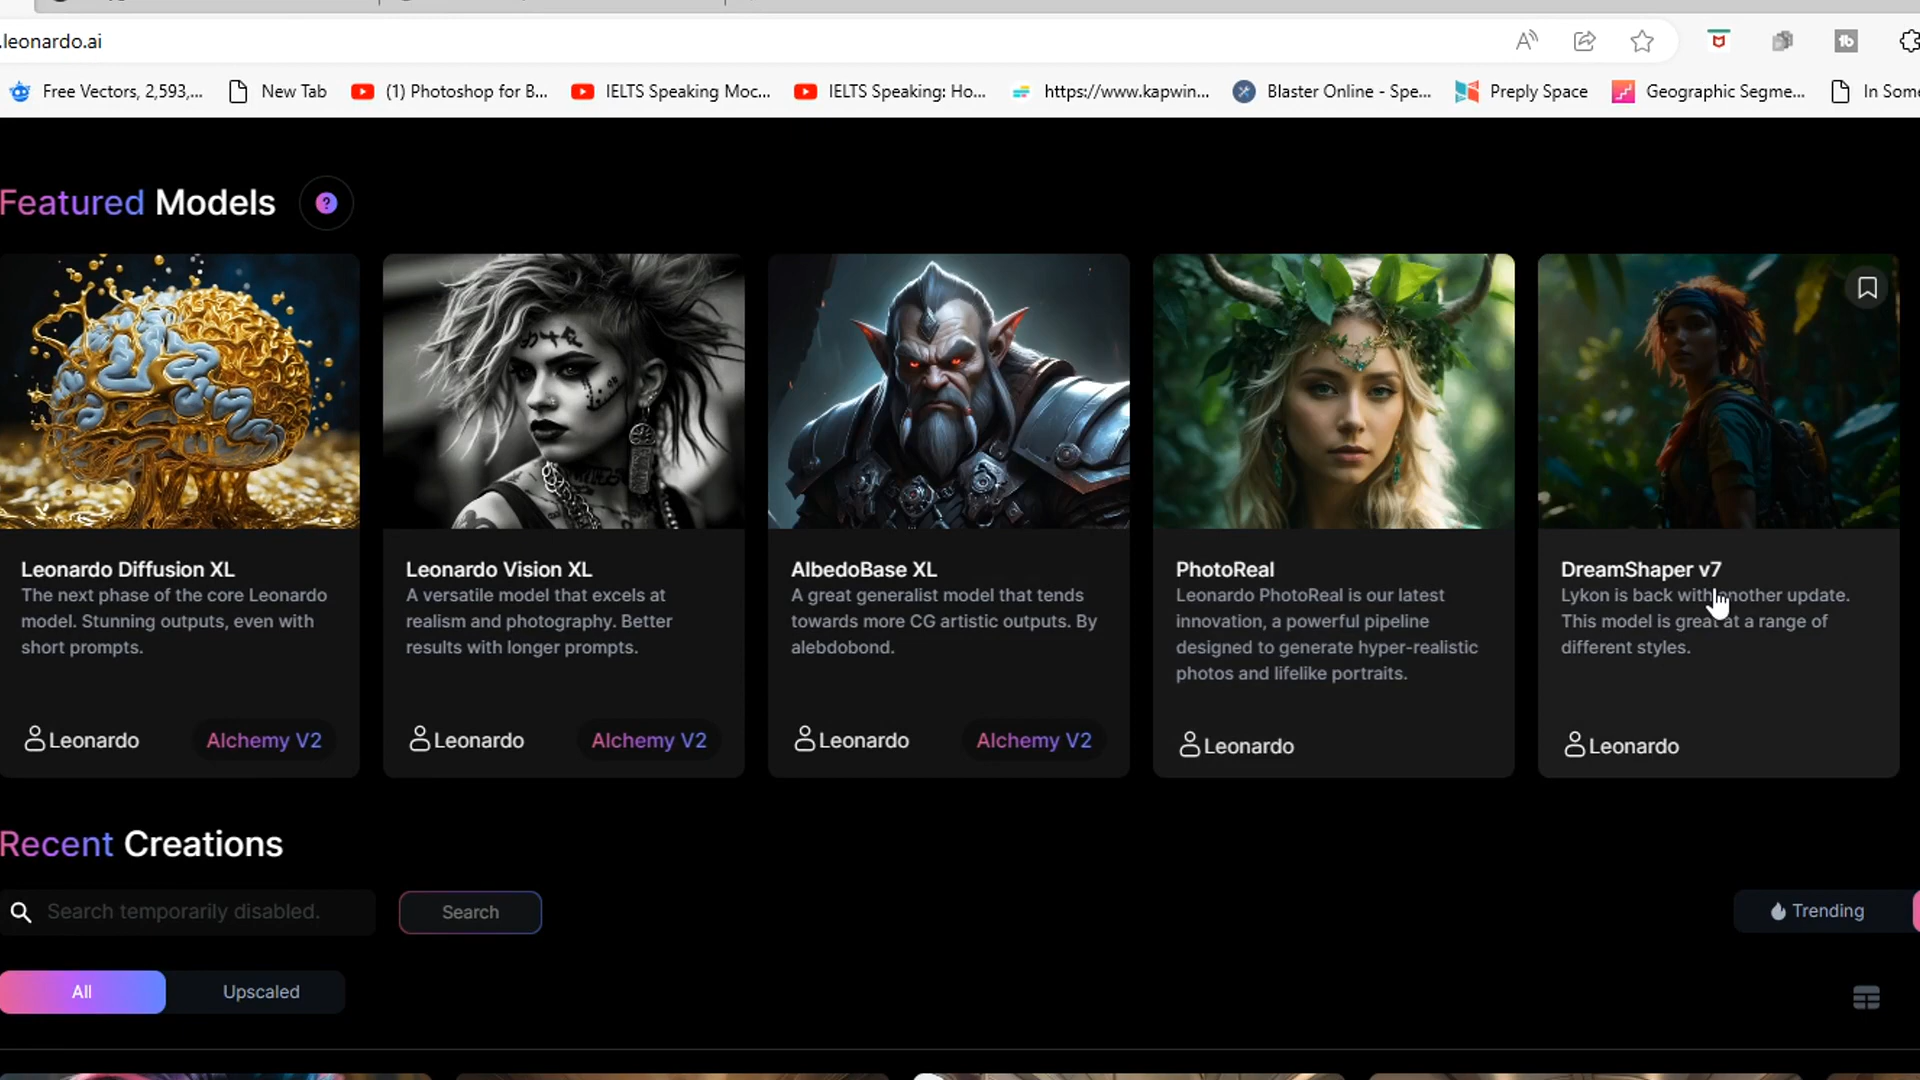 .leonardo.ai
Free Vectors, 2,593,... New Tab (1) Photoshop for B... IELTS Speaking Moc... IELTS Speaking: Ho... https://www.kapwin... Blaster Online - Spe... Preply Space Geographic Segme... In Some
Featured Models ?
Leonardo Diffusion XL
The next phase of the core Leonardo
model. Stunning outputs, even with
short prompts.
Leonardo Alchemy V2
Leonardo Vision XL
A versatile model that excels at
realism and photography. Better
results with longer prompts.
Leonardo Alchemy V2
AlbedoBase XL
A great generalist model that tends
towards more CG artistic outputs. By
alebdobond.
Leonardo Alchemy V2
PhotoReal
Leonardo PhotoReal is our latest
innovation, a powerful pipeline
designed to generate hyper-realistic
photos and lifelike portraits.
Leonardo
DreamShaper v7
Lykon is back with another update.
This model is great at a range of
different styles.
Leonardo
Recent Creations
Search temporarily disabled. Search Trending
All Upscaled